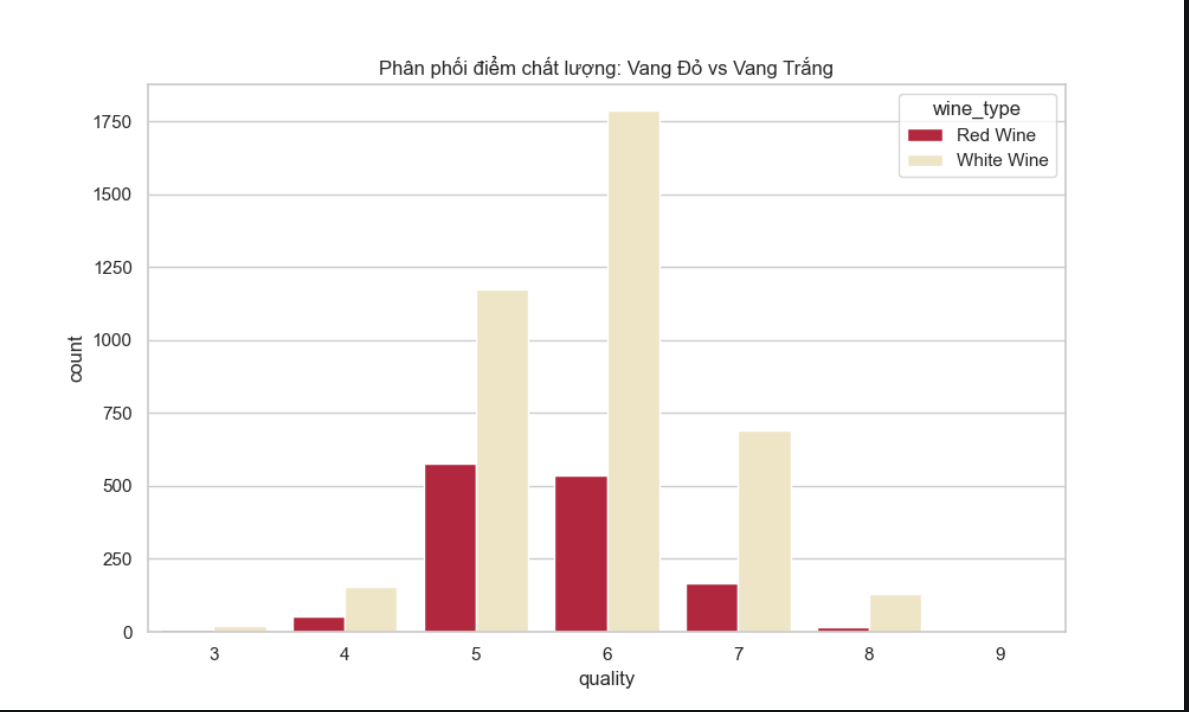 Phân phối điểm chất lượng: Vang Đỏ vs Vang Trắng
wine_type
Red Wine
White Wine
1750
1500
1250
1000
750
500
250
0
count
3 4 5 6 7 8 9
quality